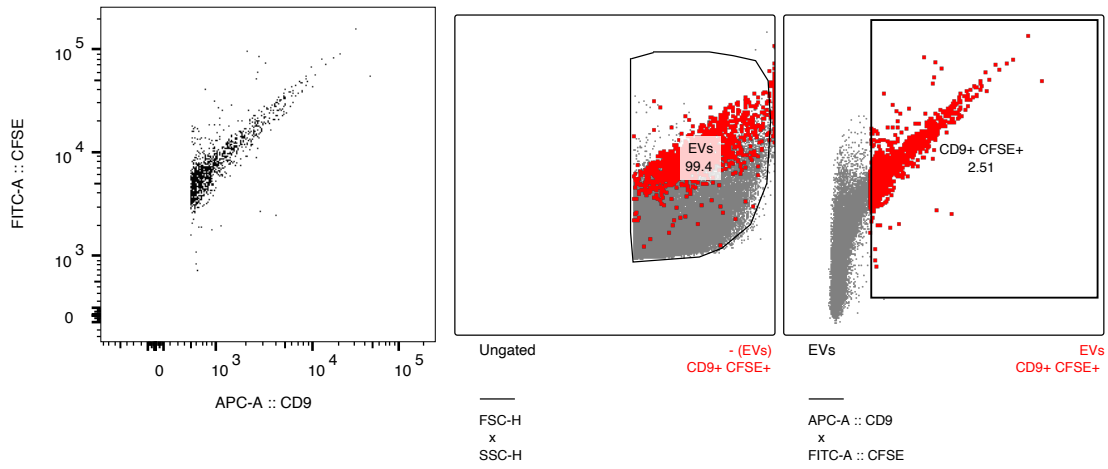 10^5
10^4
10^3
0
FITC-A :: CFSE
0
10^3
10^4
10^5
APC-A :: CD9
EVs
99.4
CD9+ CFSE+
2.51
Ungated
- (EVs)
CD9+ CFSE+
FSC-H
x
SSC-H
EVs
EVs
CD9+ CFSE+
APC-A :: CD9
x
FITC-A :: CFSE